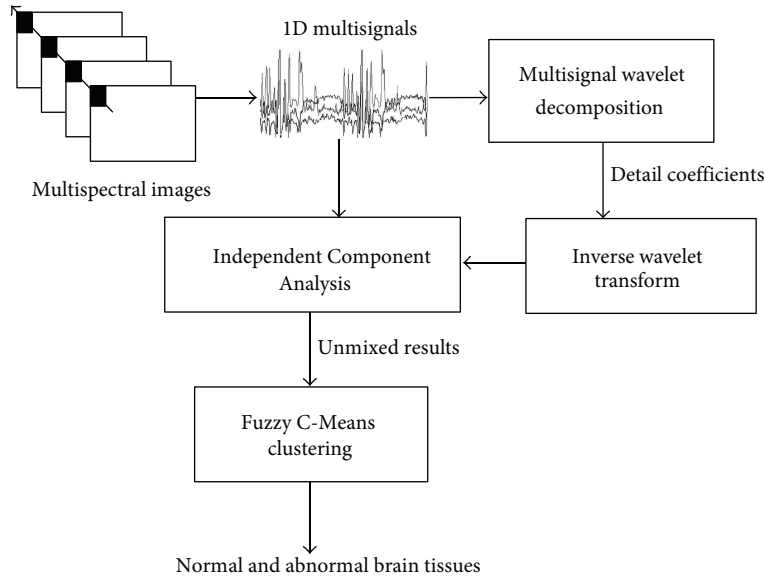 1D multisignals
Multisignal wavelet
decomposition
Multispectral images
Detail coefficients
Independent Component
Analysis
Inverse wavelet
transform
Unmixed results
Fuzzy C-Means
clustering
Normal and abnormal brain tissues